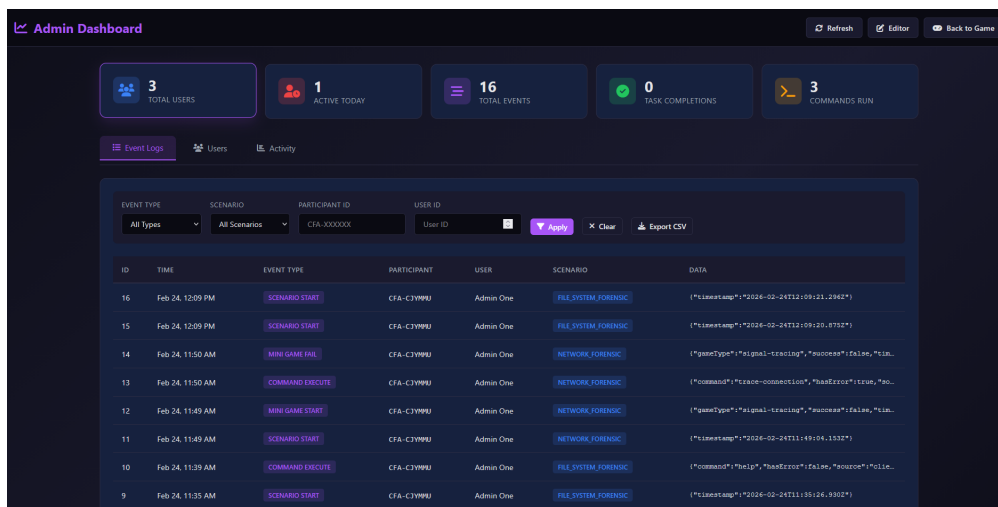 Admin Dashboard
Refresh
Editor
Back to Game
3
TOTAL USERS
1
ACTIVE TODAY
16
TOTAL EVENTS
0
TASK COMPLETIONS
3
COMMANDS RUN
Event Logs
Users
Activity
EVENT TYPE SCENARIO PARTICIPANT ID USER ID
All Types All Scenarios CFA-XXXXXX User ID Apply Clear Export CSV
ID TIME EVENT TYPE PARTICIPANT USER SCENARIO DATA
16 Feb 24, 12:09 PM SCENARIO START CFA-CJYMMU Admin One FILE_SYSTEM_FORENSIC {"timestamp":"2026-02-24T12:09:21.296Z"}
15 Feb 24, 12:09 PM SCENARIO START CFA-CJYMMU Admin One FILE_SYSTEM_FORENSIC {"timestamp":"2026-02-24T12:09:20.875Z"}
14 Feb 24, 11:50 AM MINI GAME FAIL CFA-CJYMMU Admin One NETWORK_FORENSIC {"gameType":"signal-tracing","success":false,"tim…
13 Feb 24, 11:50 AM COMMAND EXECUTE CFA-CJYMMU Admin One NETWORK_FORENSIC {"command":"trace-connection","hasError":true,"so…
12 Feb 24, 11:49 AM MINI GAME START CFA-CJYMMU Admin One NETWORK_FORENSIC {"gameType":"signal-tracing","success":false,"tim…
11 Feb 24, 11:49 AM SCENARIO START CFA-CJYMMU Admin One NETWORK_FORENSIC {"timestamp":"2026-02-24T11:49:04.153Z"}
10 Feb 24, 11:39 AM COMMAND EXECUTE CFA-CJYMMU Admin One FILE_SYSTEM_FORENSIC {"command":"help","hasError":false,"source":"clie…
9 Feb 24, 11:35 AM SCENARIO START CFA-CJYMMU Admin One FILE_SYSTEM_FORENSIC {"timestamp":"2026-02-24T11:35:26.930Z"}